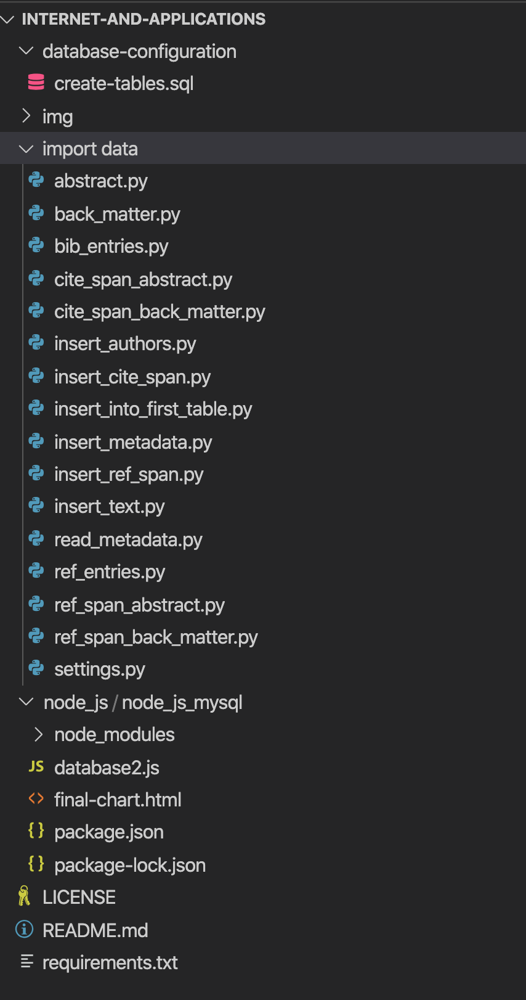 INTERNET-AND-APPLICATIONS
database-configuration
create-tables.sql
img
import data
abstract.py
back_matter.py
bib_entries.py
cite_span_abstract.py
cite_span_back_matter.py
insert_authors.py
insert_cite_span.py
insert_into_first_table.py
insert_metadata.py
insert_ref_span.py
insert_text.py
read_metadata.py
ref_entries.py
ref_span_abstract.py
ref_span_back_matter.py
settings.py
node_js / node_js_mysql
node_modules
JS database2.js
<> final-chart.html
{ } package.json
{ } package-lock.json
LICENSE
README.md
requirements.txt